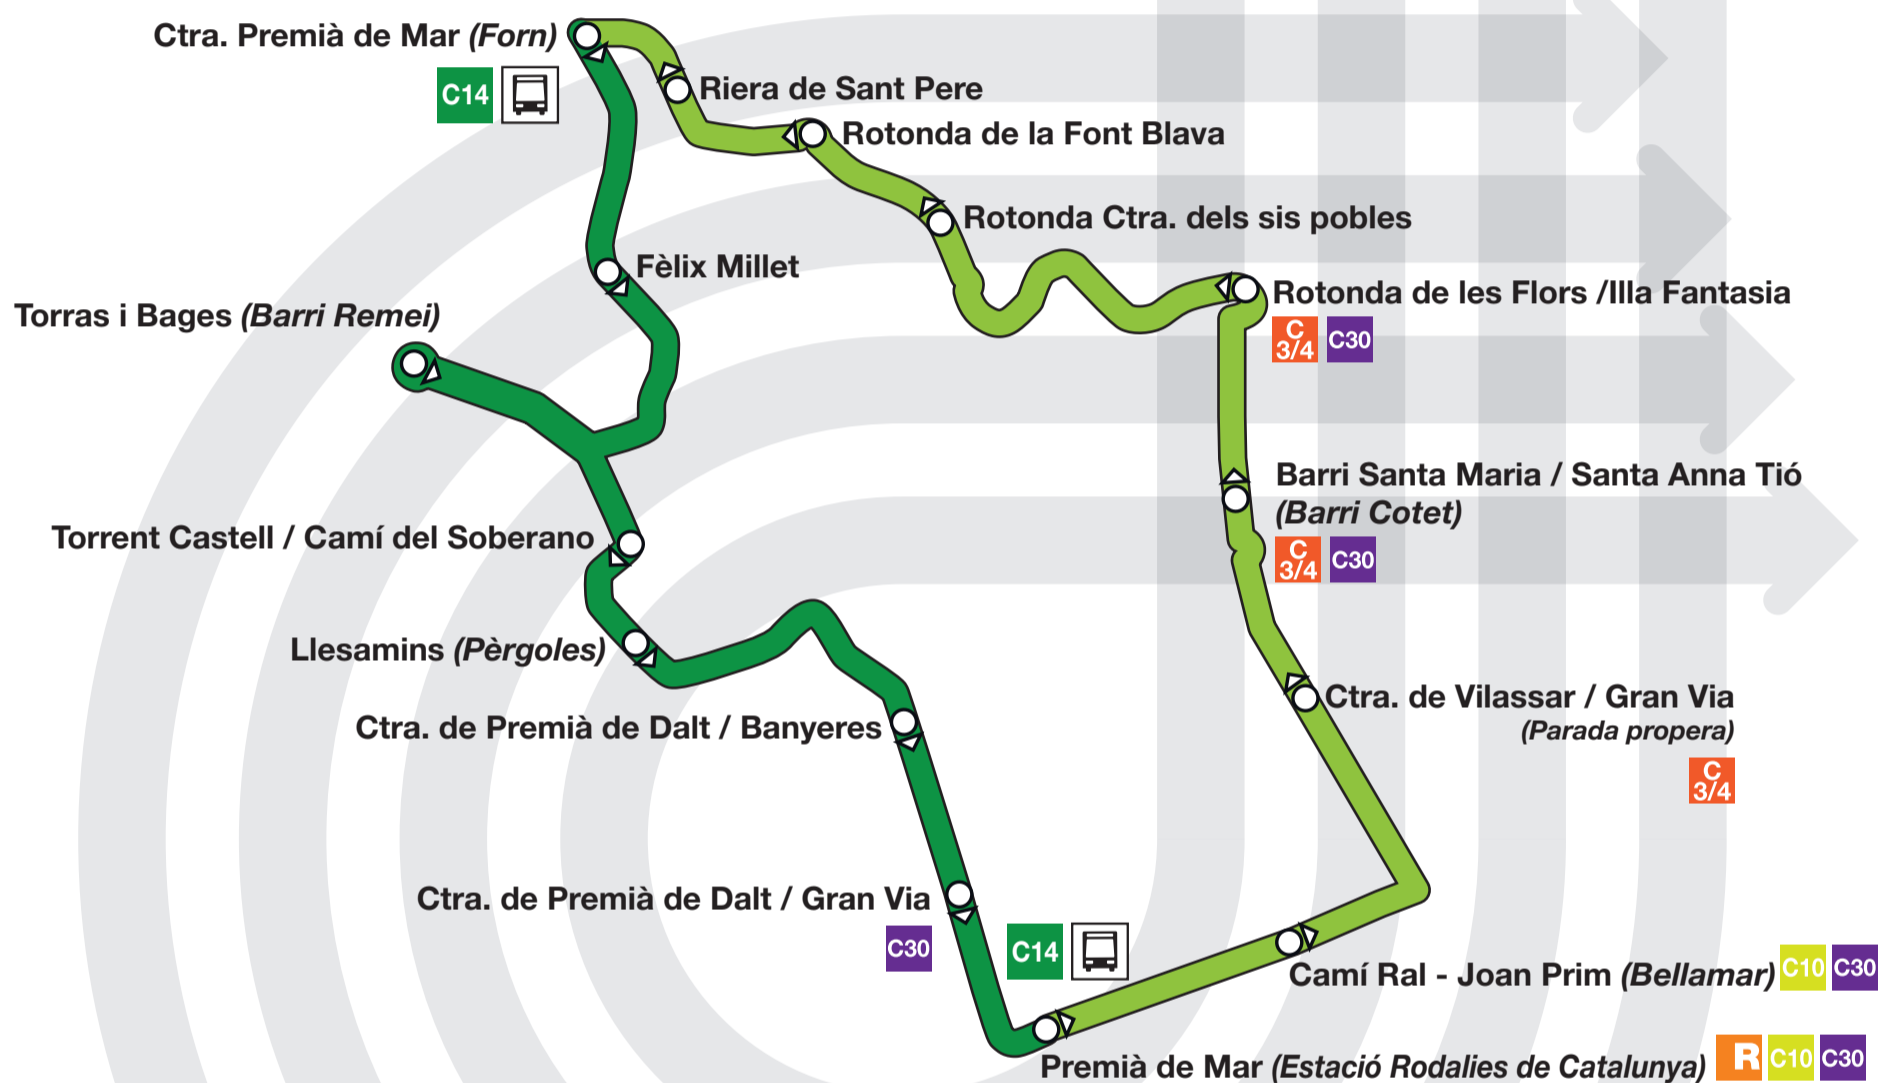 Ctra. Premià de Mar (Forn)
C14
Riera de Sant Pere
Rotonda de la Font Blava
Rotonda Ctra. dels sis pobles
Fèlix Millet
Rotonda de les Flors /Illa Fantasia
C 3/4
C30
Torras i Bages (Barri Remei)
Barri Santa Maria / Santa Anna Tió
(Barri Cotet)
C 3/4
C30
Torrent Castell / Camí del Soberano
Llesamins (Pèrgoles)
Ctra. de Vilassar / Gran Via
(Parada propera)
C 3/4
Ctra. de Premià de Dalt / Banyeres
Ctra. de Premià de Dalt / Gran Via
C30
C14
Camí Ral - Joan Prim (Bellamar) C10 C30
Premià de Mar (Estació Rodalies de Catalunya) R C10 C30